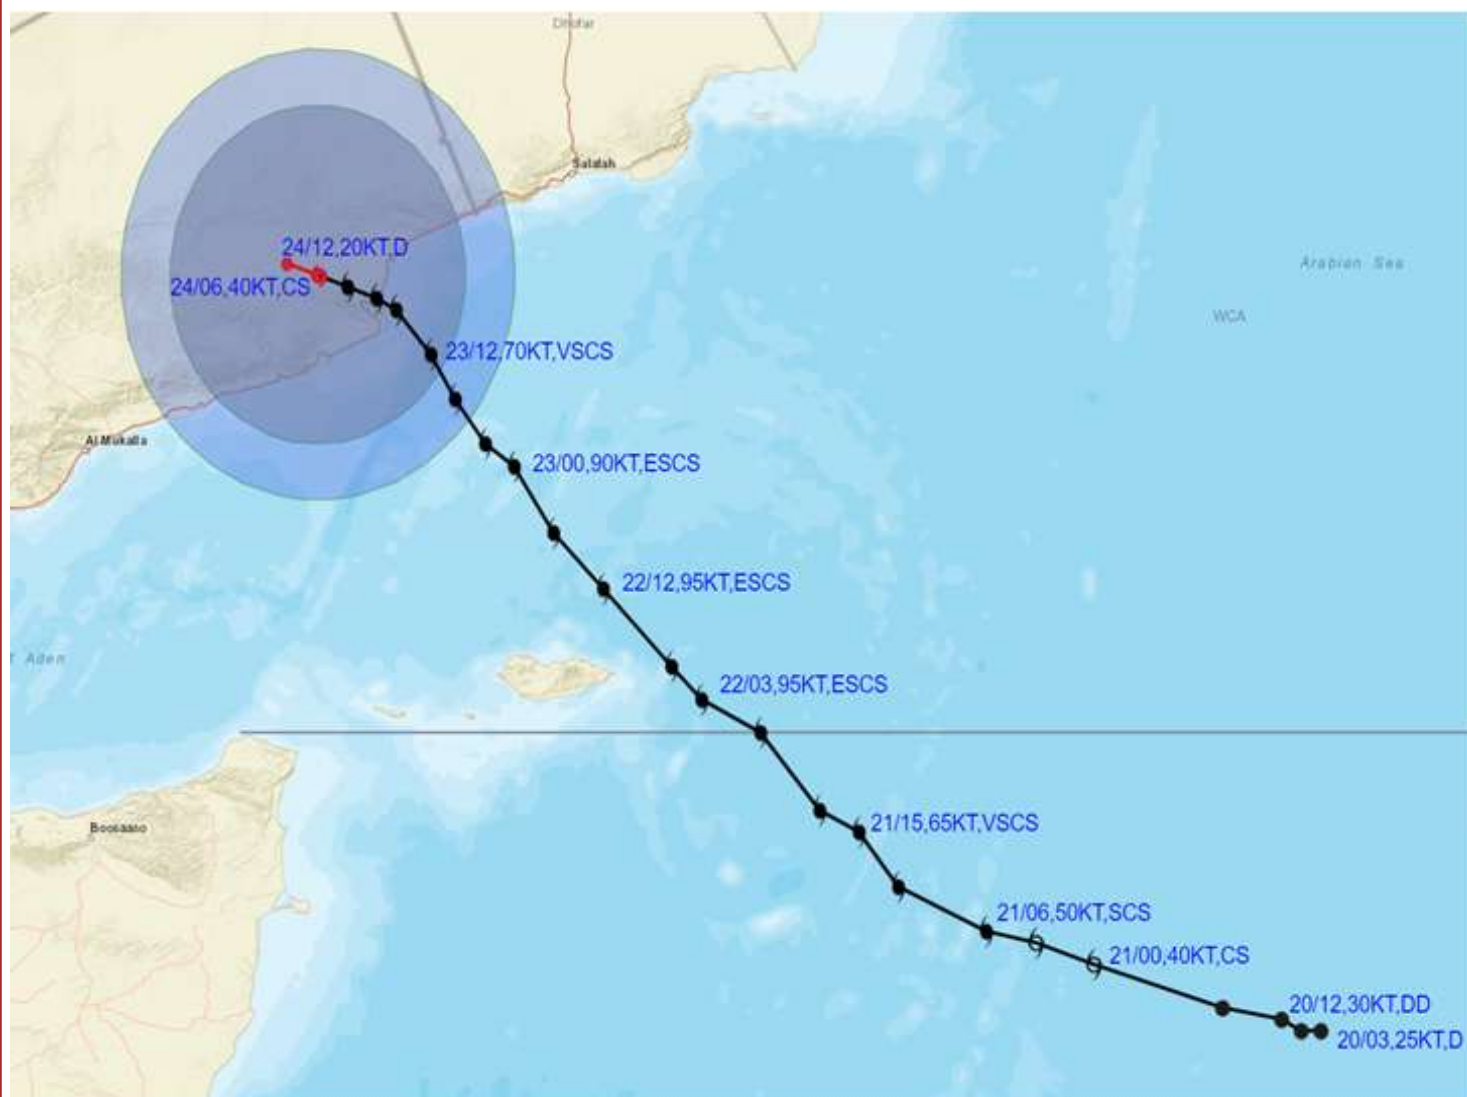 Dhofar
Salalah
24/12,20KT,D
Arabian Sea
24/06,40KT,CS
WCA
23/12,70KT,VSCS
Al Mukalla
23/00,90KT,ESCS
22/12,95KT,ESCS
Aden
22/03,95KT,ESCS
21/15,65KT,VSCS
Boosaaso
21/06,50KT,SCS
21/00,40KT,CS
20/12,30KT,DD
20/03,25KT,D